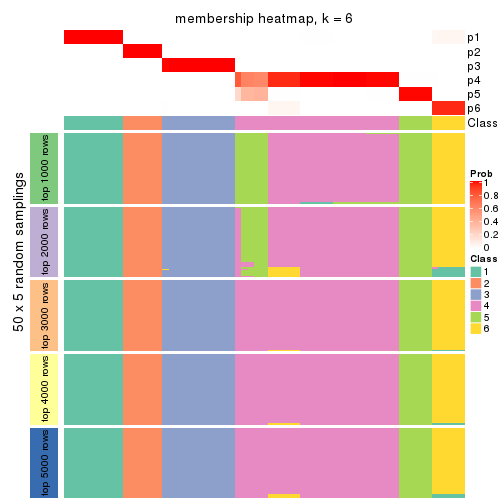 membership heatmap, k = 6
p1
p2
p3
p4
p5
p6
Class
50 x 5 random samplings
top 1000 rows
top 2000 rows
top 3000 rows
top 4000 rows
top 5000 rows
Prob
1
0.8
0.6
0.4
0.2
0
Class
1
2
3
4
5
6